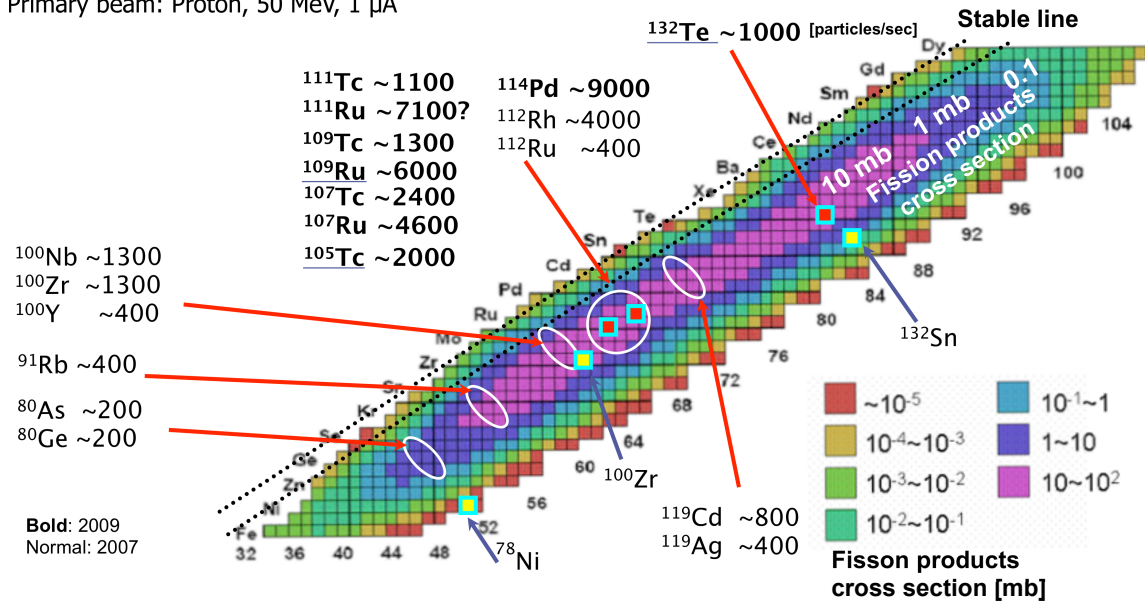 Primary beam: Proton, 50 Mev, 1 µA
¹³²Te ~1000 [particles/sec]
Stable line
¹¹¹Tc ~1100
¹¹¹Ru ~7100?
¹⁰⁹Tc ~1300
¹⁰⁹Ru ~6000
¹⁰⁷Tc ~2400
¹⁰⁷Ru ~4600
¹⁰⁵Tc ~2000
¹¹⁴Pd ~9000
¹¹²Rh ~4000
¹¹²Ru ~400
¹⁰⁰Nb ~1300
¹⁰⁰Zr ~1300
¹⁰⁰Y ~400
⁹¹Rb ~400
⁸⁰As ~200
⁸⁰Ge ~200
Dy
Gd
Sm
Nd
Ce
Ba
Xe
Te
Sn
Cd
Pd
Ru
Mo
Zr
Sr
Kr
Se
Ge
Zn
Ni
Fe
10 mb 1 mb 0.1
Fission products
cross section
32 36 40 44 48 52 56 60 64 68 72 76 80 84 88 92 96 100 104
¹³²Sn
¹⁰⁰Zr
⁷⁸Ni
¹¹⁹Cd ~800
¹¹⁹Ag ~400
Bold: 2009
Normal: 2007
~10⁻⁵
10⁻⁴~10⁻³
10⁻³~10⁻²
10⁻²~10⁻¹
10⁻¹~1
1~10
10~10²
Fisson products
cross section [mb]